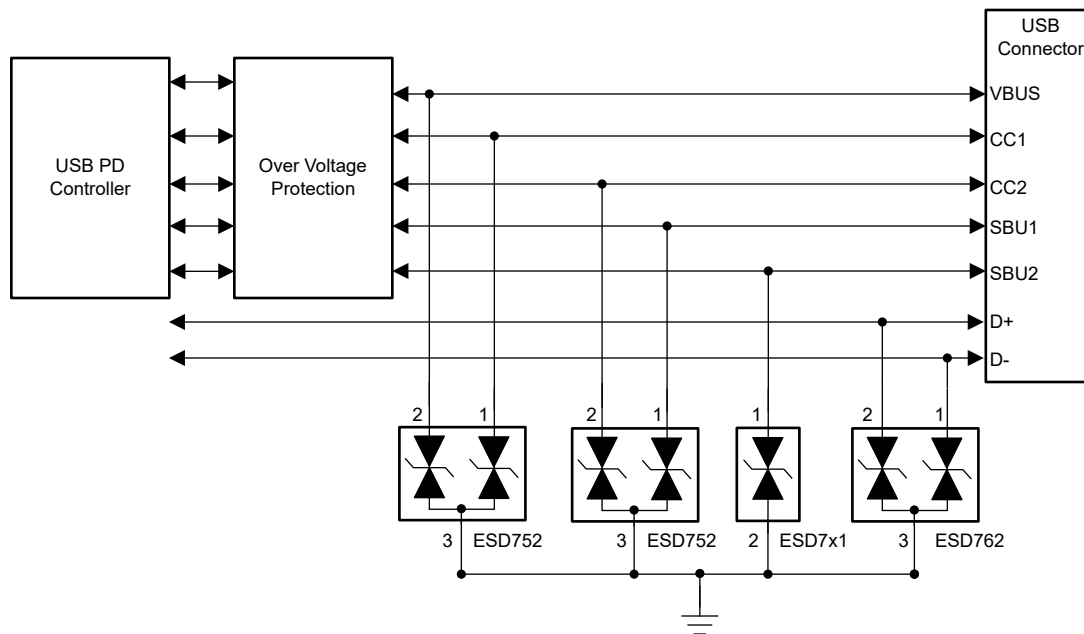 USB
Connector
USB PD
Controller
Over Voltage
Protection
VBUS
CC1
CC2
SBU1
SBU2
D+
D-
2 1 2 1 1 2 1
3 ESD752 3 ESD752 2 ESD7x1 3 ESD762